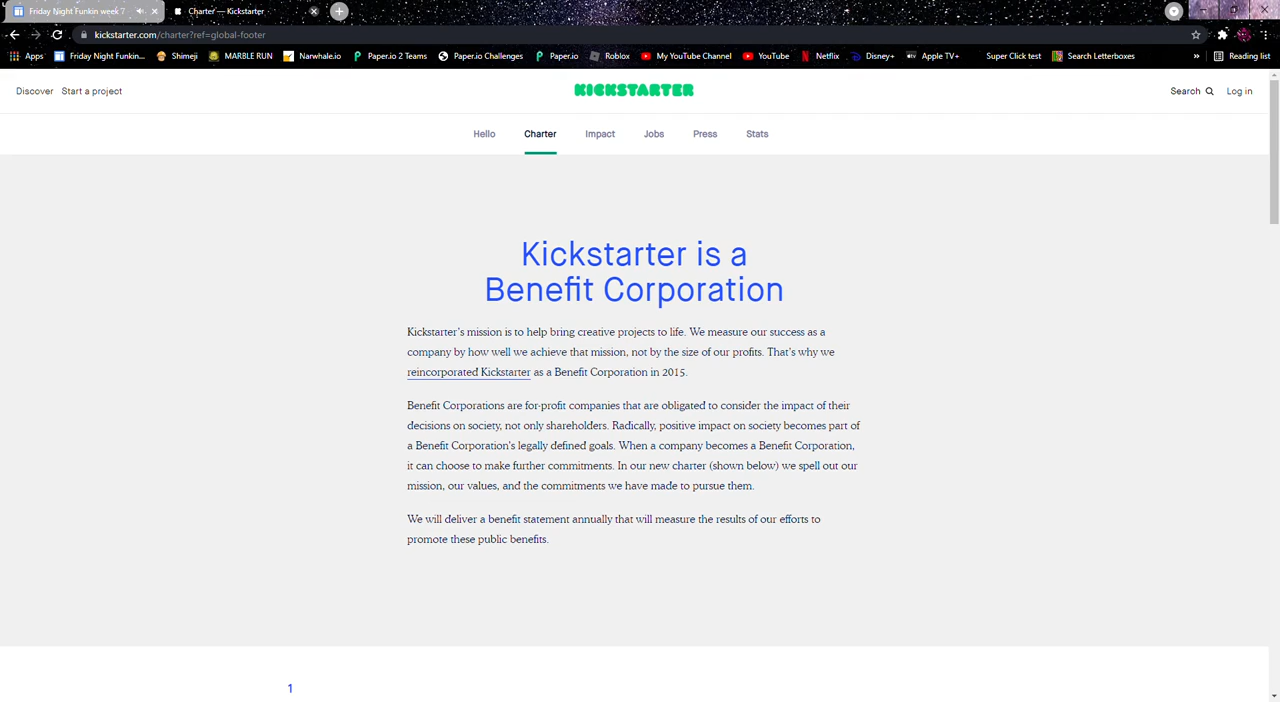 Friday Night Funkin week 7
Charter — Kickstarter
kickstarter.com/charter?ref=global-footer
Apps Friday Night Funkin... Shimeji MARBLE RUN Narwhale.io Paper.io 2 Teams Paper.io Challenges Paper.io Roblox My YouTube Channel YouTube Netflix Disney+ Apple TV+ Super Click test Search Letterboxes » Reading list
Discover Start a project KICKSTARTER Search Log in
Hello Charter Impact Jobs Press Stats
Kickstarter is a
Benefit Corporation
Kickstarter's mission is to help bring creative projects to life. We measure our success as a
company by how well we achieve that mission, not by the size of our profits. That's why we
reincorporated Kickstarter as a Benefit Corporation in 2015.
Benefit Corporations are for-profit companies that are obligated to consider the impact of their
decisions on society, not only shareholders. Radically, positive impact on society becomes part of
a Benefit Corporation's legally defined goals. When a company becomes a Benefit Corporation,
it can choose to make further commitments. In our new charter (shown below) we spell out our
mission, our values, and the commitments we have made to pursue them.
We will deliver a benefit statement annually that will measure the results of our efforts to
promote these public benefits.
1